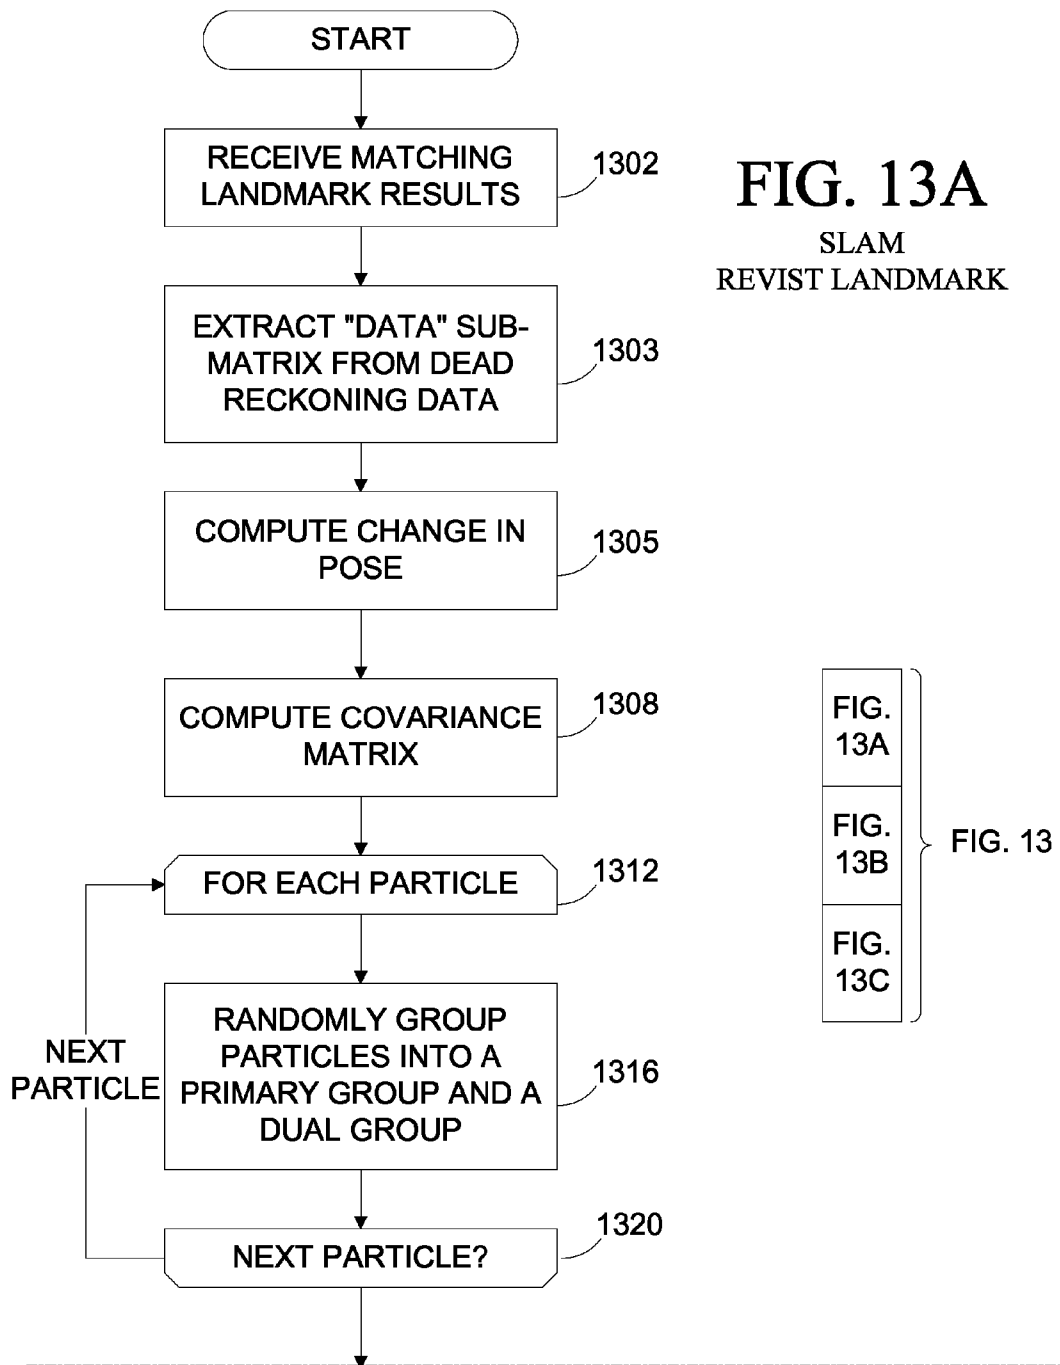 START
RECEIVE MATCHING
LANDMARK RESULTS
1302
FIG. 13A
SLAM
REVIST LANDMARK
EXTRACT "DATA" SUB-
MATRIX FROM DEAD
RECKONING DATA
1303
COMPUTE CHANGE IN
POSE
1305
COMPUTE COVARIANCE
MATRIX
1308
FOR EACH PARTICLE
1312
RANDOMLY GROUP
PARTICLES INTO A
PRIMARY GROUP AND A
DUAL GROUP
1316
NEXT
PARTICLE
NEXT PARTICLE?
1320
FIG.
13A
FIG.
13B
FIG.
13C
FIG. 13